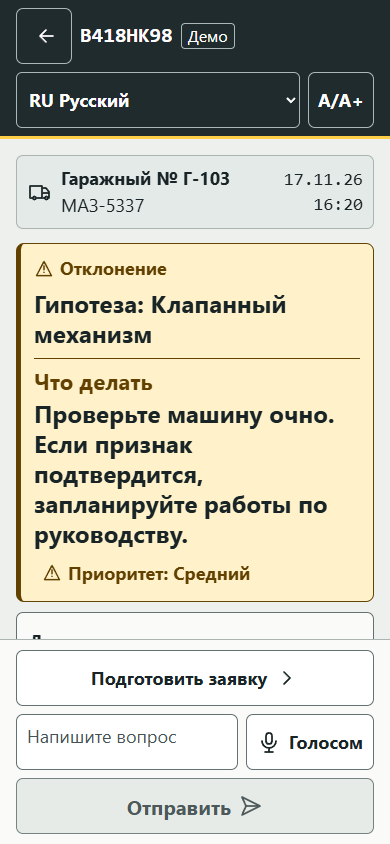 В418НК98 Демо
RU Русский
A/A+
Гаражный № Г-103
17.11.26
МАЗ-5337
16:20
Отклонение
Гипотеза: Клапанный
механизм
Что делать
Проверьте машину очно.
Если признак
подтвердится,
запланируйте работы по
руководству.
Приоритет: Средний
Подготовить заявку
Напишите вопрос
Голосом
Отправить